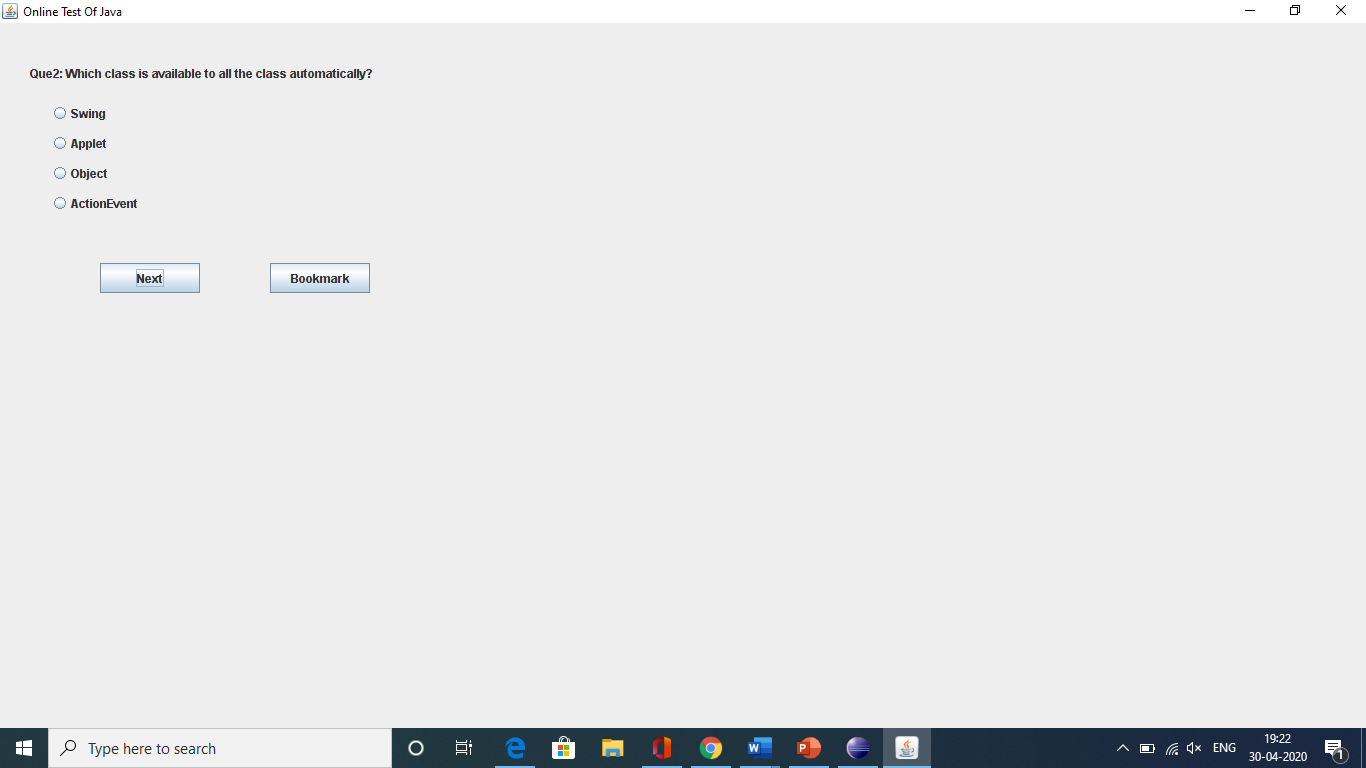 Online Test Of Java
Que2: Which class is available to all the class automatically?
Swing
Applet
Object
ActionEvent
Next Bookmark
Type here to search
W
P
ENG
19:22
30-04-2020
1